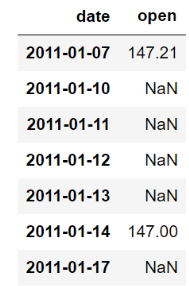 date open
2011-01-07 147.21
2011-01-10 NaN
2011-01-11 NaN
2011-01-12 NaN
2011-01-13 NaN
2011-01-14 147.00
2011-01-17 NaN